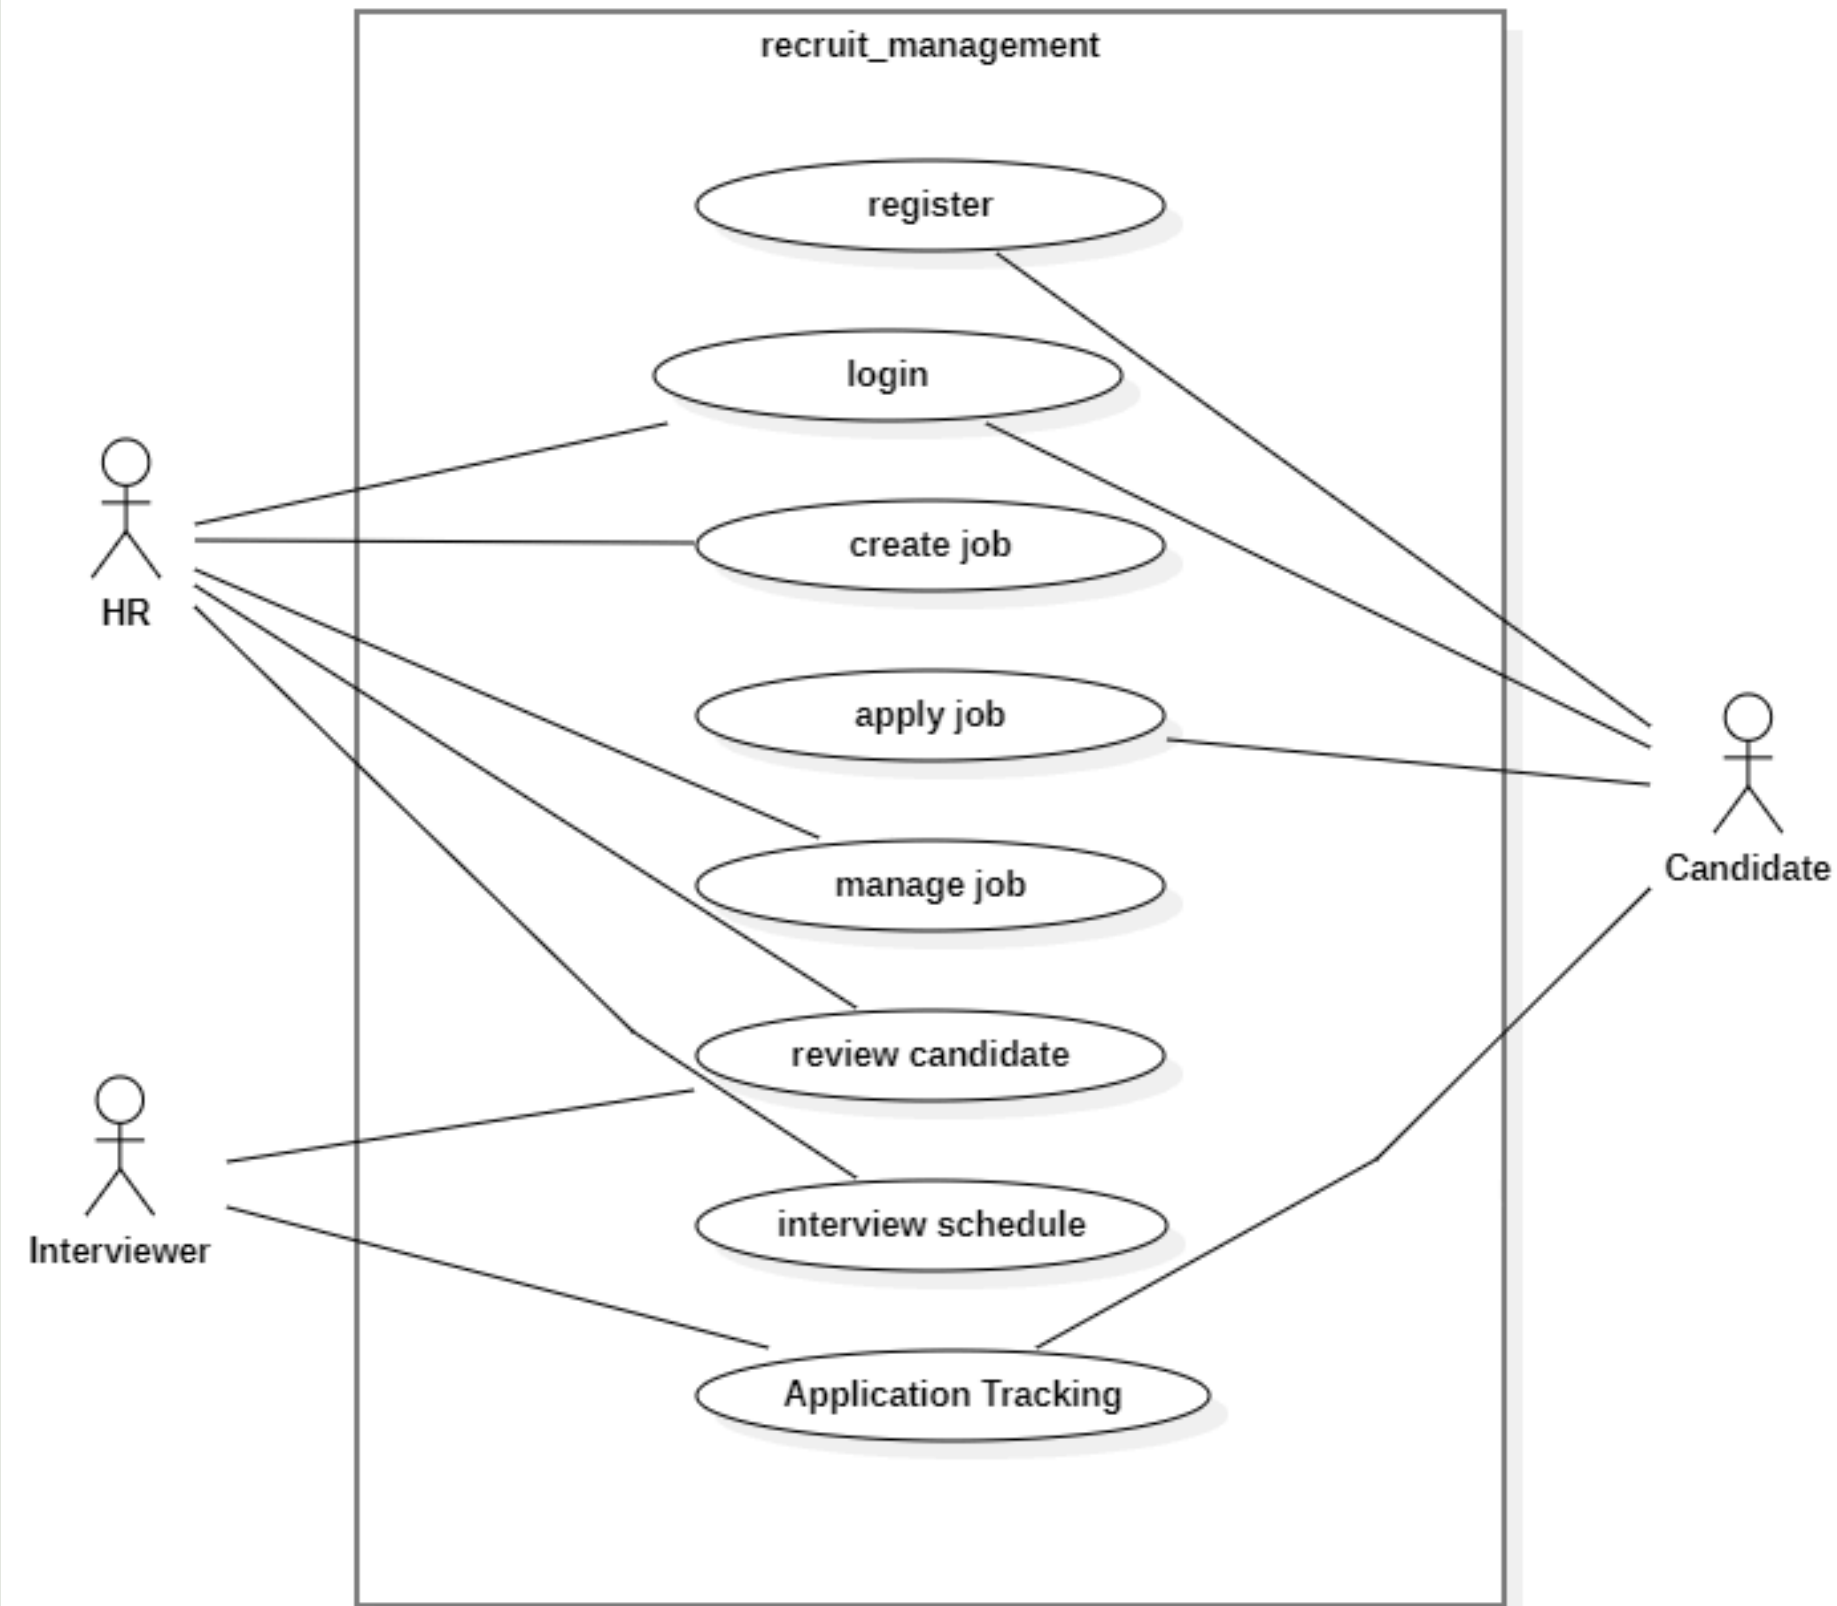 recruit_management
register
login
create job
HR
apply job
Candidate
manage job
review candidate
interview schedule
Interviewer
Application Tracking